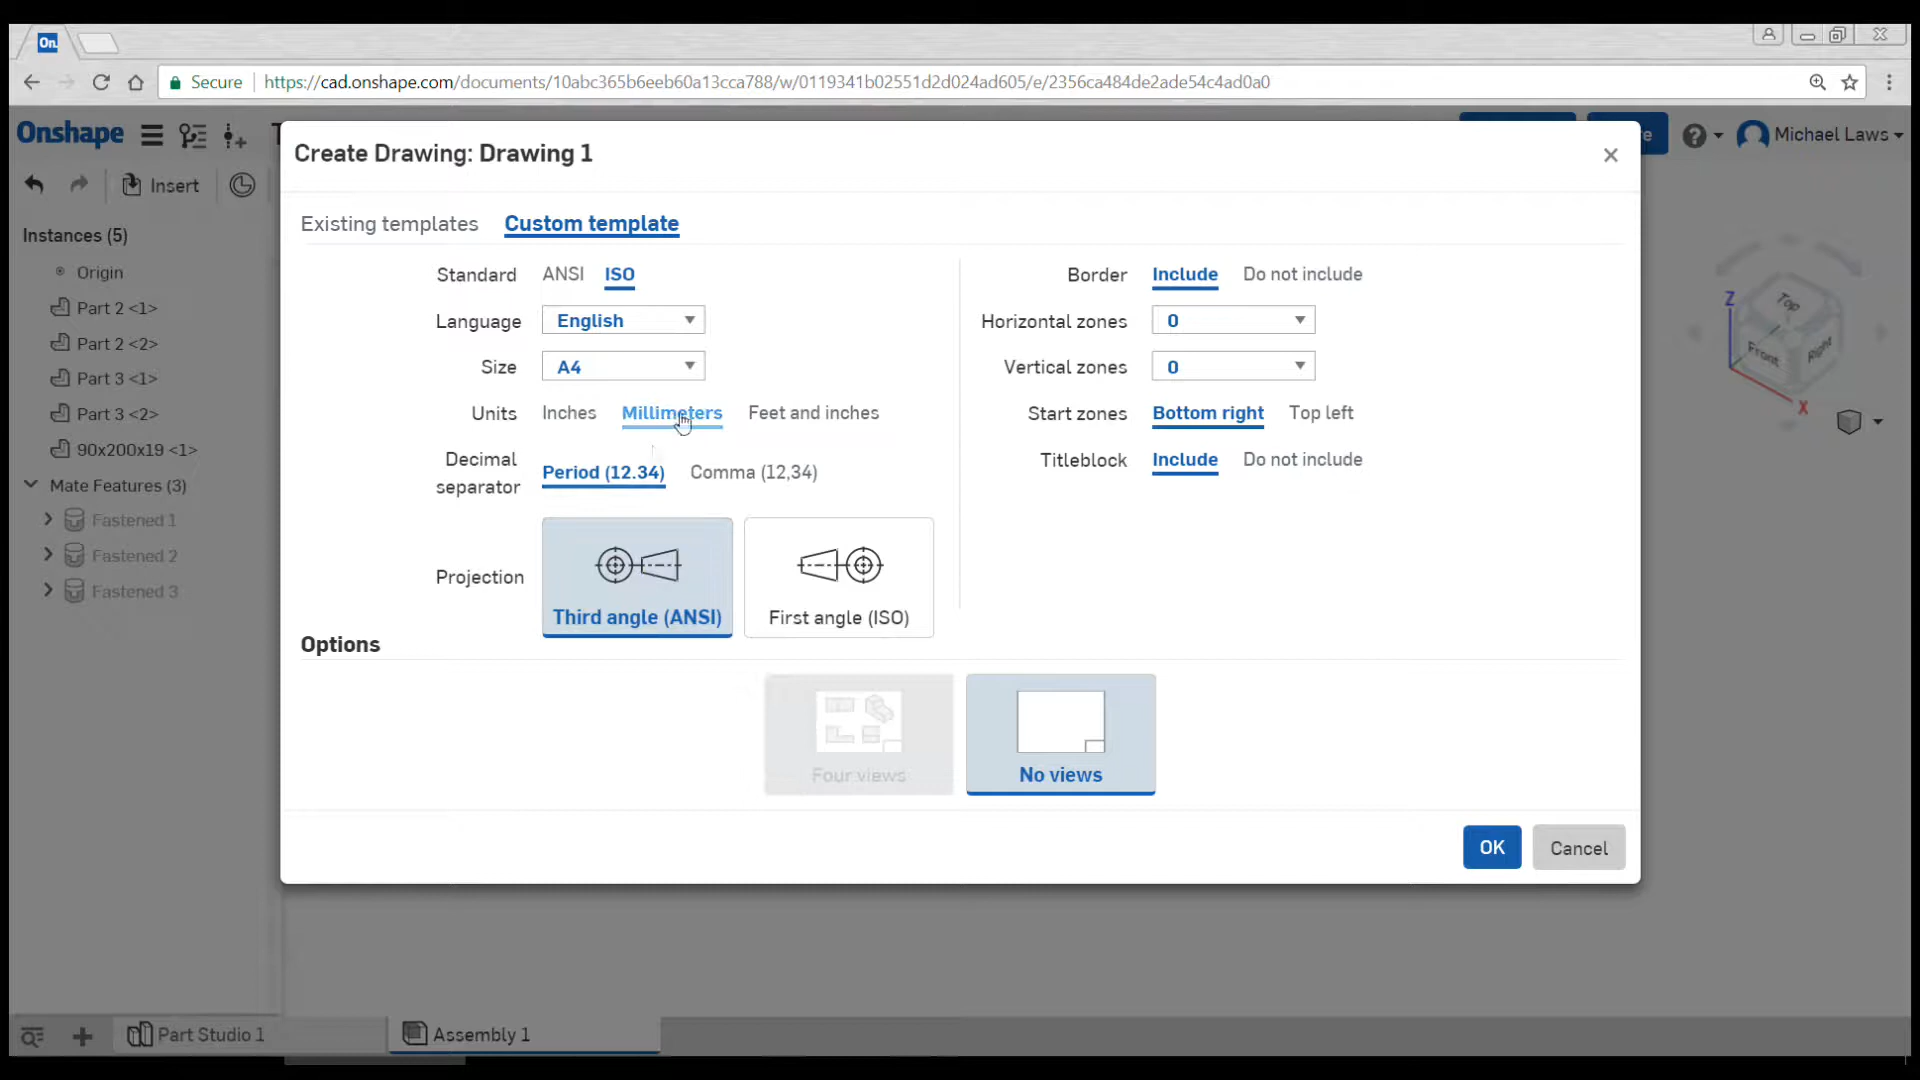 On
Secure
https://cad.onshape.com/documents/10abc365b6eeb60a13cca788/w/0119341b02551d2d024ad605/e/2356ca484de2ade54c4ad0a0
Onshape
Michael Laws
Insert
Instances (5)
Origin
Part 2 <1>
Part 2 <2>
Part 3 <1>
Part 3 <2>
90x200x19 <1>
Mate Features (3)
Fastened 1
Fastened 2
Fastened 3
Create Drawing: Drawing 1
Existing templates Custom template
Standard ANSI ISO
Language English
Size A4
Units Inches Millimeters Feet and inches
Decimal separator Period (12.34) Comma (12,34)
Projection Third angle (ANSI) First angle (ISO)
Border Include Do not include
Horizontal zones 0
Vertical zones 0
Start zones Bottom right Top left
Titleblock Include Do not include
Options
Four views No views
OK Cancel
Z
Top
Front Right
X
Part Studio 1 Assembly 1